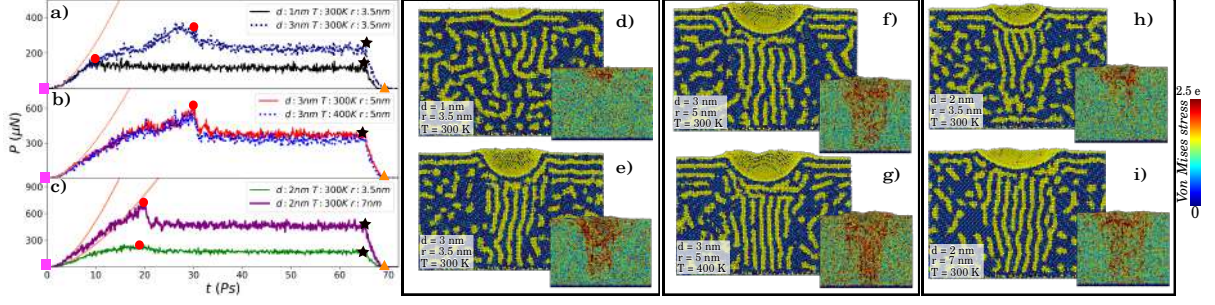 a)
d : 1nm T : 300K r : 3.5nm
d : 3nm T : 300K r : 3.5nm
400
200
0
b)
d : 3nm T : 300K r : 5nm
d : 3nm T : 400K r : 5nm
600
300
0
P (μN)
c)
d : 2nm T : 300K r : 3.5nm
d : 2nm T : 300K r : 7nm
900
600
300
0
0 10 20 30 40 50 60 70
t (Ps)
d)
d = 1 nm
r = 3.5 nm
T = 300 K
e)
d = 3 nm
r = 3.5 nm
T = 300 K
f)
d = 3 nm
r = 5 nm
T = 300 K
g)
d = 3 nm
r = 5 nm
T = 400 K
h)
d = 2 nm
r = 3.5 nm
T = 300 K
i)
d = 2 nm
r = 7 nm
T = 300 K
2.5 e
Von Mises stress
0